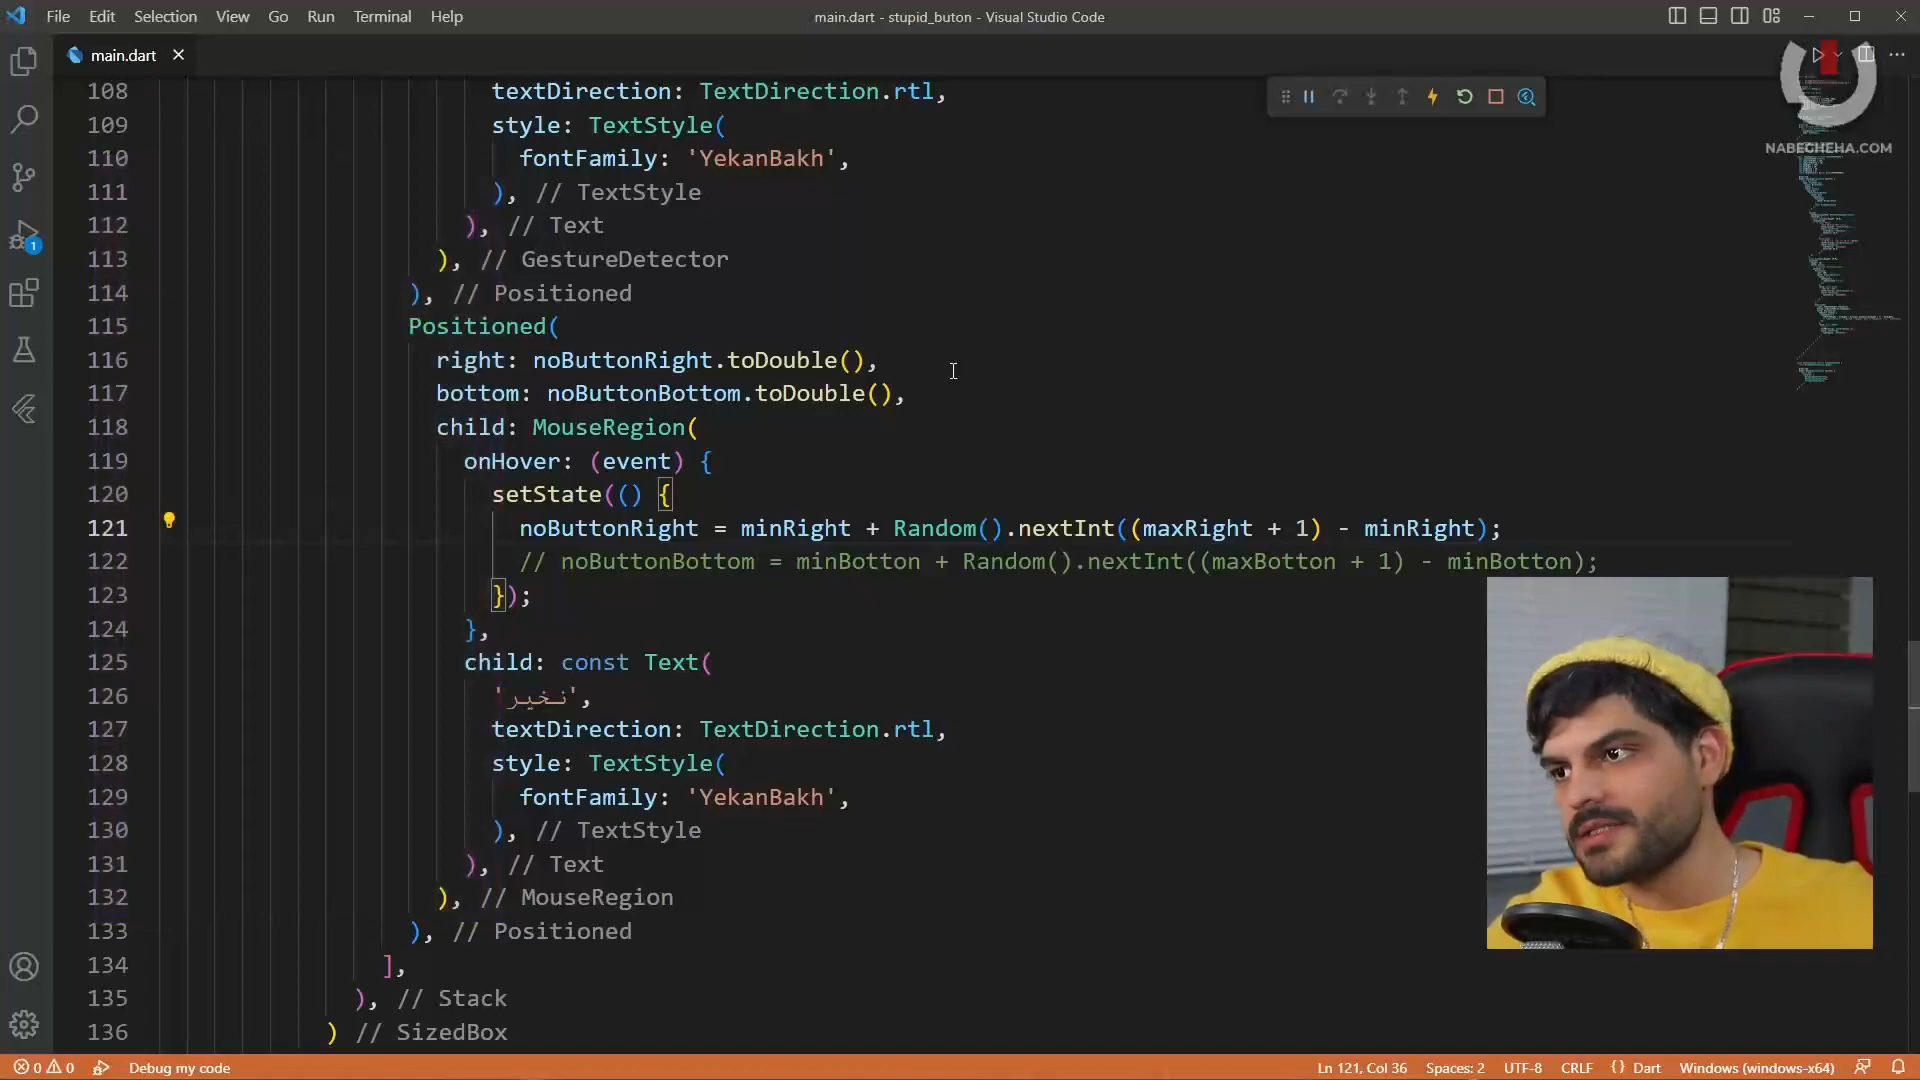 File Edit Selection View Go Run Terminal Help
main.dart - stupid_buton - Visual Studio Code
main.dart
NABEGHEHA.COM
108 textDirection: TextDirection.rtl,
109 style: TextStyle(
110 fontFamily: 'YekanBakh',
111 ), // TextStyle
112 ), // Text
113 ), // GestureDetector
114 ), // Positioned
115 Positioned(
116 right: noButtonRight.toDouble(),
117 bottom: noButtonBottom.toDouble(),
118 child: MouseRegion(
119 onHover: (event) {
120 setState(() {
121 noButtonRight = minRight + Random().nextInt((maxRight + 1) - minRight);
122 // noButtonBottom = minBotton + Random().nextInt((maxBotton + 1) - minBotton);
123 });
124 },
125 child: const Text(
126 'نخیر',
127 textDirection: TextDirection.rtl,
128 style: TextStyle(
129 fontFamily: 'YekanBakh',
130 ), // TextStyle
131 ), // Text
132 ), // MouseRegion
133 ), // Positioned
134 ],
135 ), // Stack
136 ) // SizedBox
1
0 0 Debug my code
Ln 121, Col 36 Spaces: 2 UTF-8 CRLF {} Dart Windows (windows-x64)